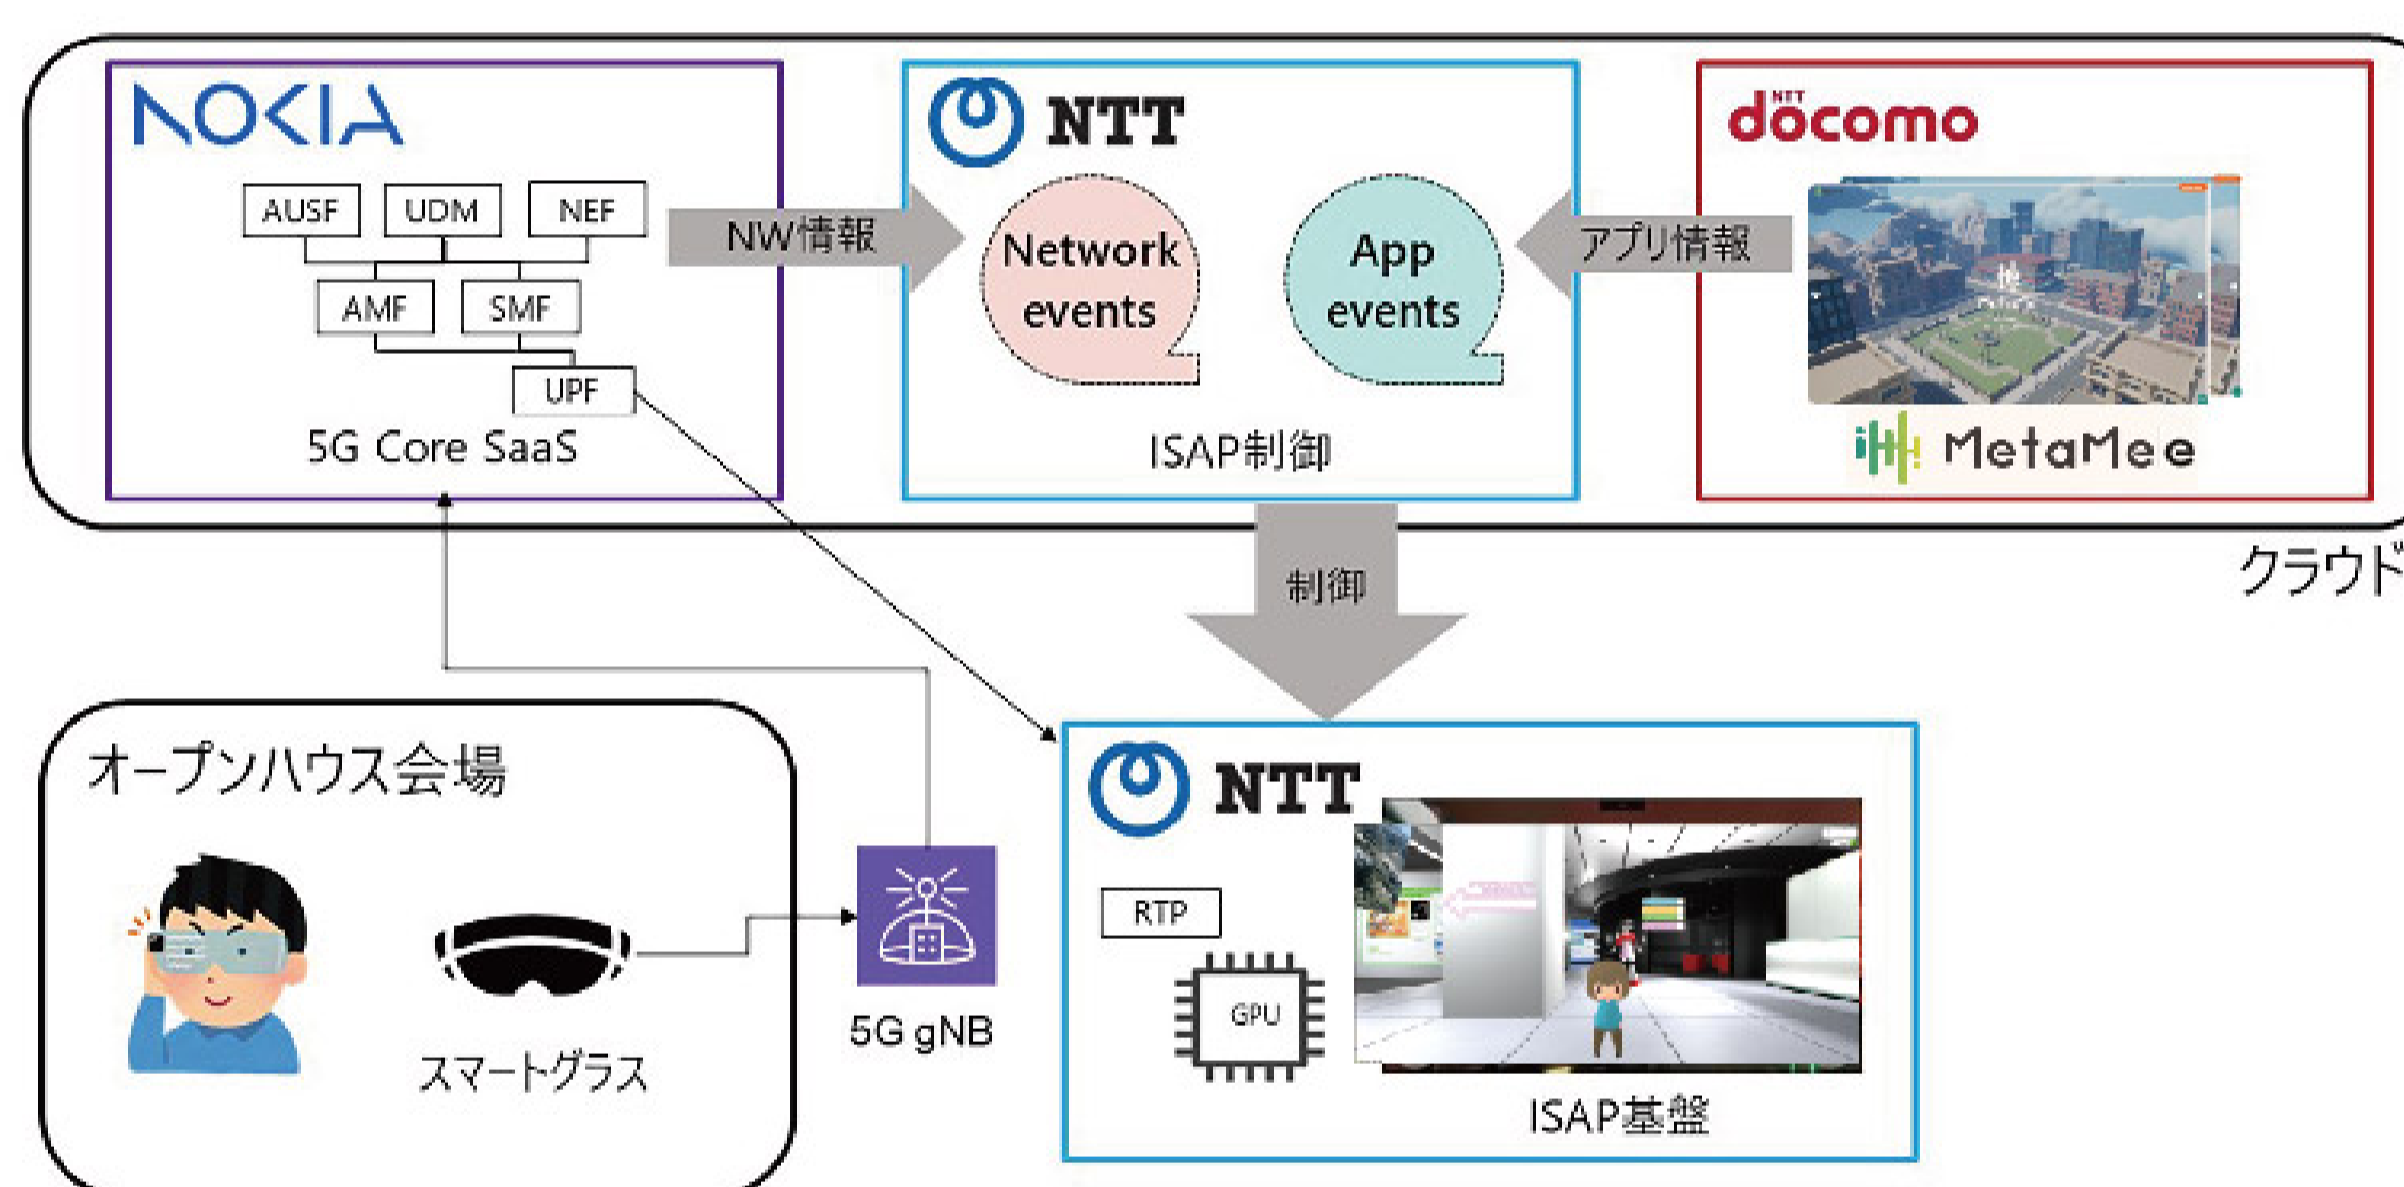 NOKIA
AUSF
UDM
NEF
AMF
SMF
UPF
5G Core SaaS
NW情報
NTT
Network
events
App
events
ISAP制御
アプリ情報
NTT
döcomo
MetaMe
クラウド
制御
オープンハウス会場
スマートグラス
5G gNB
NTT
RTP
GPU
ISAP基盤